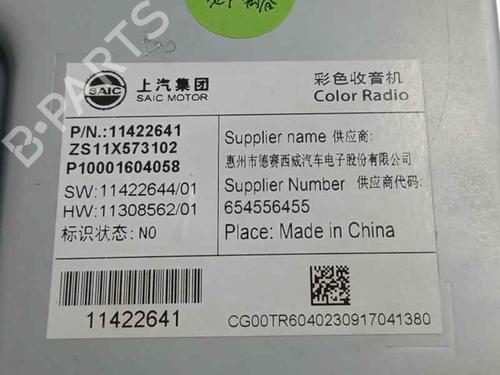 SAIC
上汽集团
SAIC MOTOR
彩色收音机
Color Radio
P/N.:11422641
ZS11X573102
P10001604058
SW:11422644/01
HW:11308562/01
标识状态: NO
Supplier name 供应商:
惠州市德赛西威汽车电子股份有限公司
Supplier Number 供应商代码:
654556455
Place: Made in China
11422641
CG00TR6040230917041380
B-PARTS